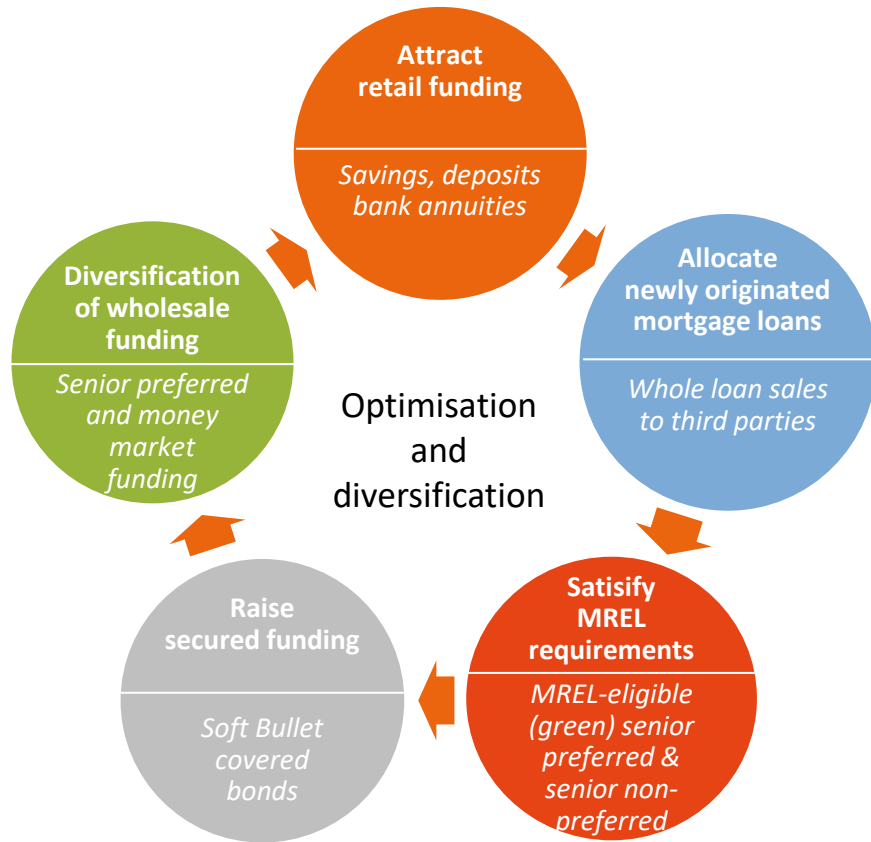 Attract
retail funding
Savings, deposits
bank annuities
Allocate
newly originated
mortgage loans
Whole loan sales
to third parties
Satisify
MREL
requirements
MREL-eligible
(green) senior
preferred &
senior non-
preferred
Raise
secured funding
Soft Bullet
covered
bonds
Diversification
of wholesale
funding
Senior preferred
and money
market
funding
Optimisation
and
diversification